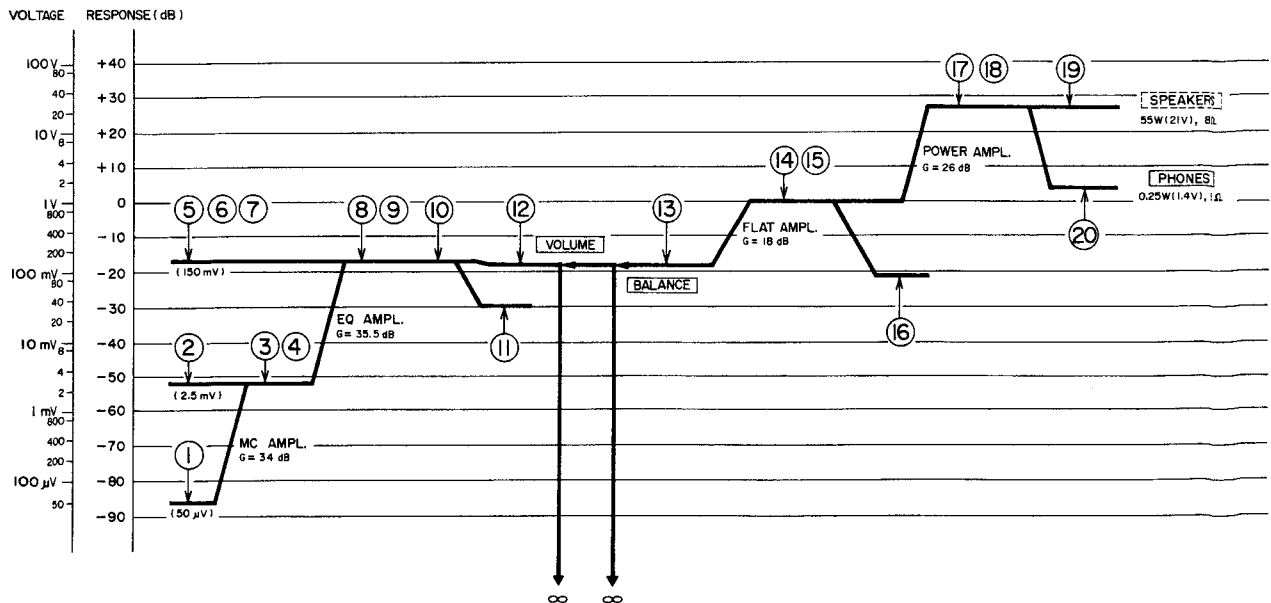 VOLTAGE RESPONSE (dB)
100V +40
80
40 +30
20
10V +20
8
4 +10
2
1V 0
800
400 -10
200
100 mV -20
80
40 -30
20
10 mV -40
8
4 -50
2
1 mV -60
800
400 -70
200
100 μV -80
50
-90
1
(50 μV)
MC AMPL.
G = 34 dB
2
(2.5 mV)
3 4
EQ AMPL.
G = 35.5 dB
5 6 7
(150 mV)
8 9 10
11
12
VOLUME
BALANCE
13
∞ ∞
FLAT AMPL.
G = 18 dB
14 15
16
POWER AMPL.
G = 26 dB
17 18 19
SPEAKERS
55W(21V), 8Ω
PHONES
0.25W(1.4V),
20